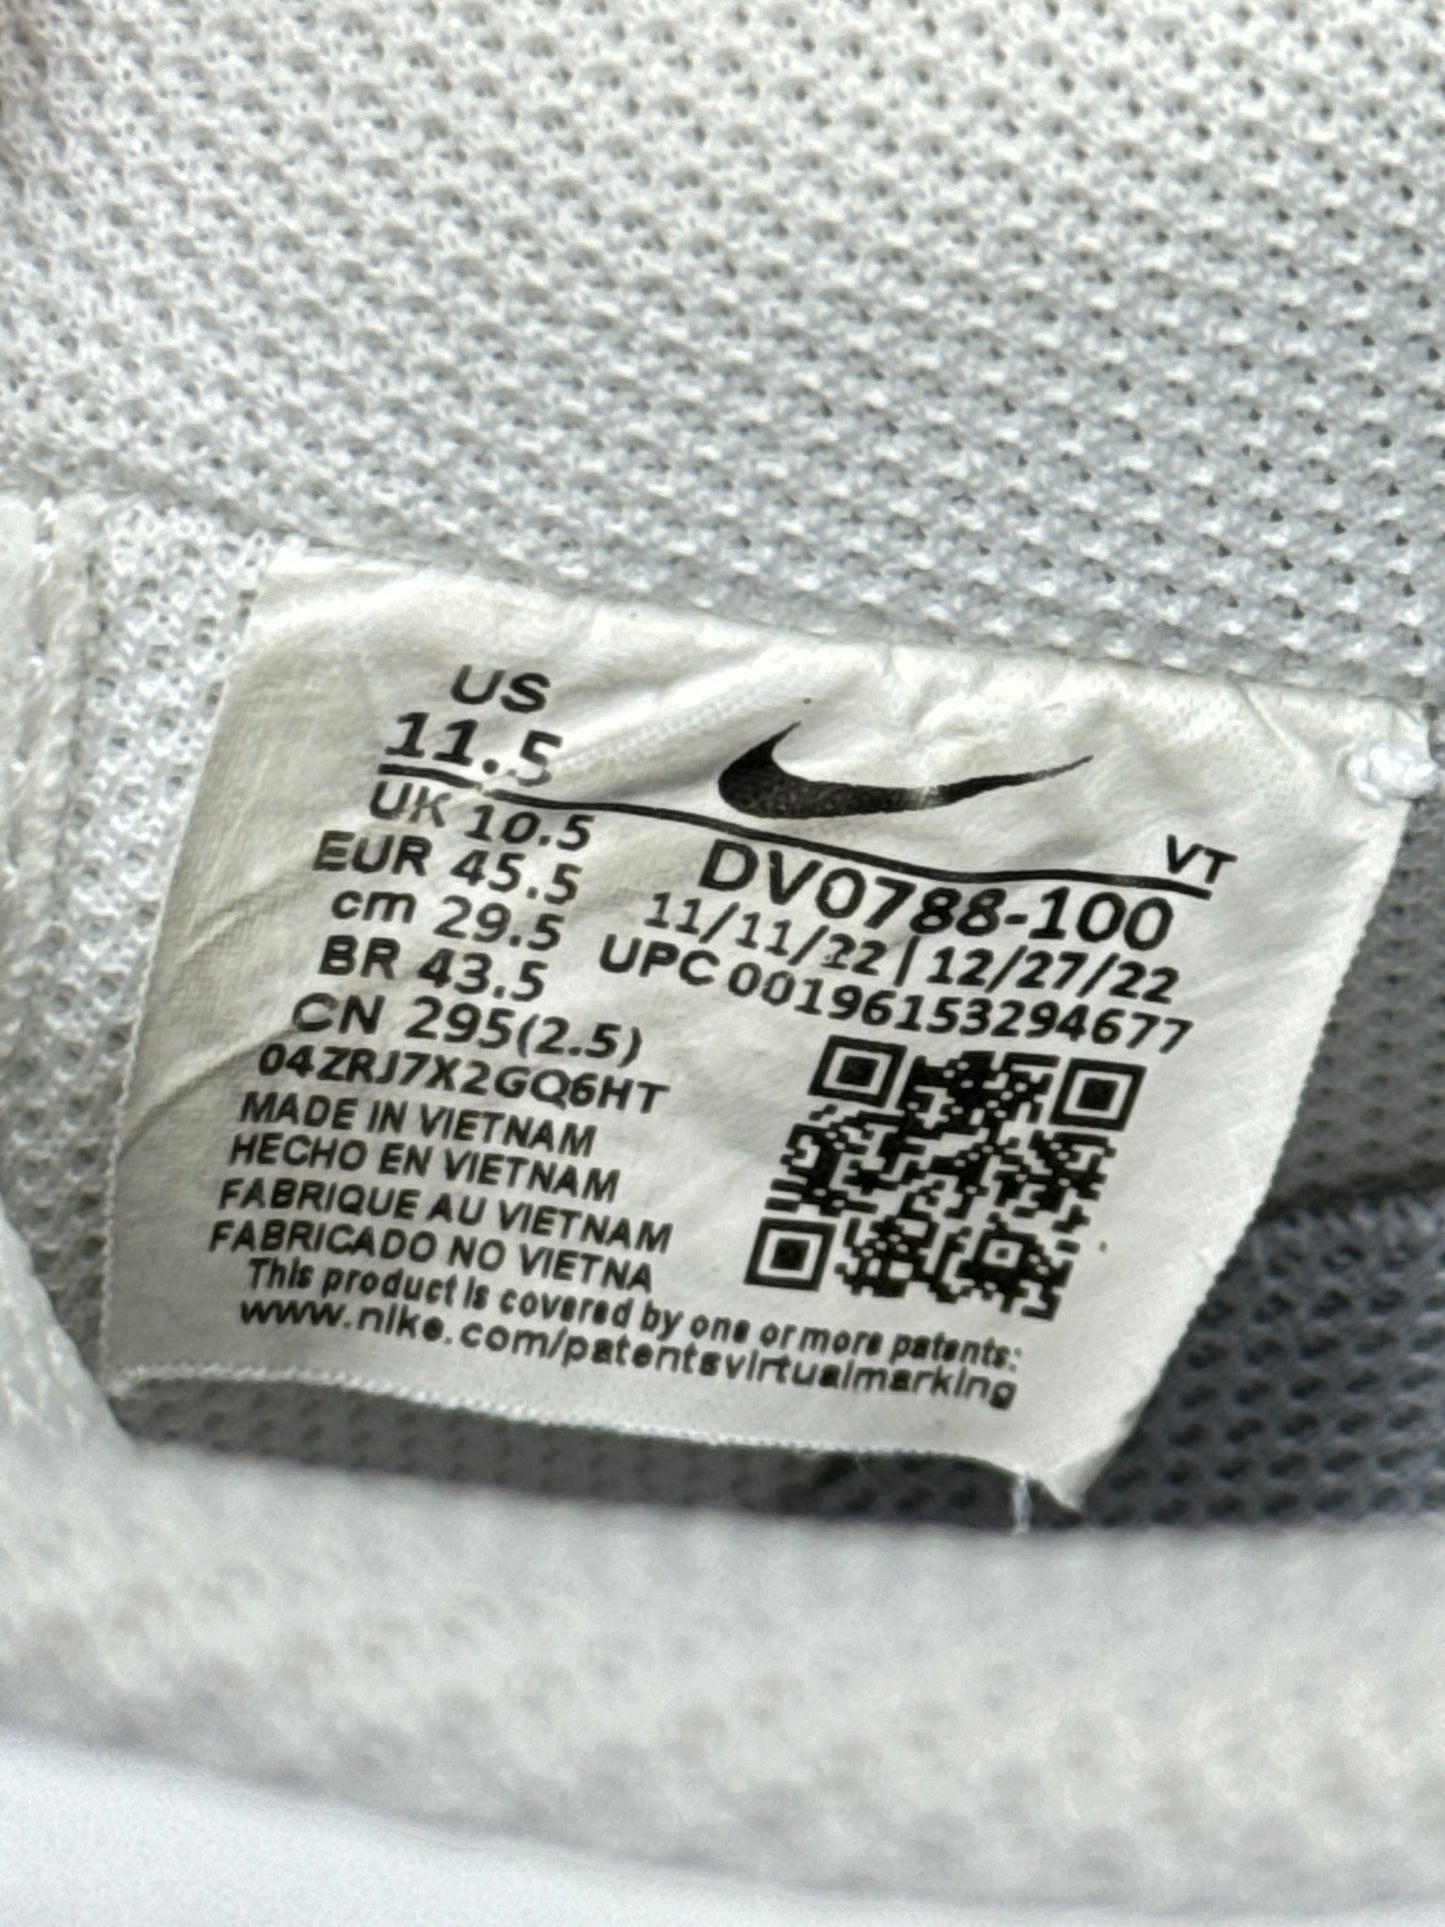 US
11.5
UK 10.5
EUR 45.5
cm 29.5
BR 43.5
CN 295(2.5)
04ZRJ7X2GQ6HT
MADE IN VIETNAM
HECHO EN VIETNAM
FABRIQUE AU VIETNAM
FABRICADO NO VIETNA
VT
DV0788-100
11/11/22 | 12/27/22
UPC 00196153294677
This product is covered by one or more patents:
www.nike.com/patentsvirtualmarking